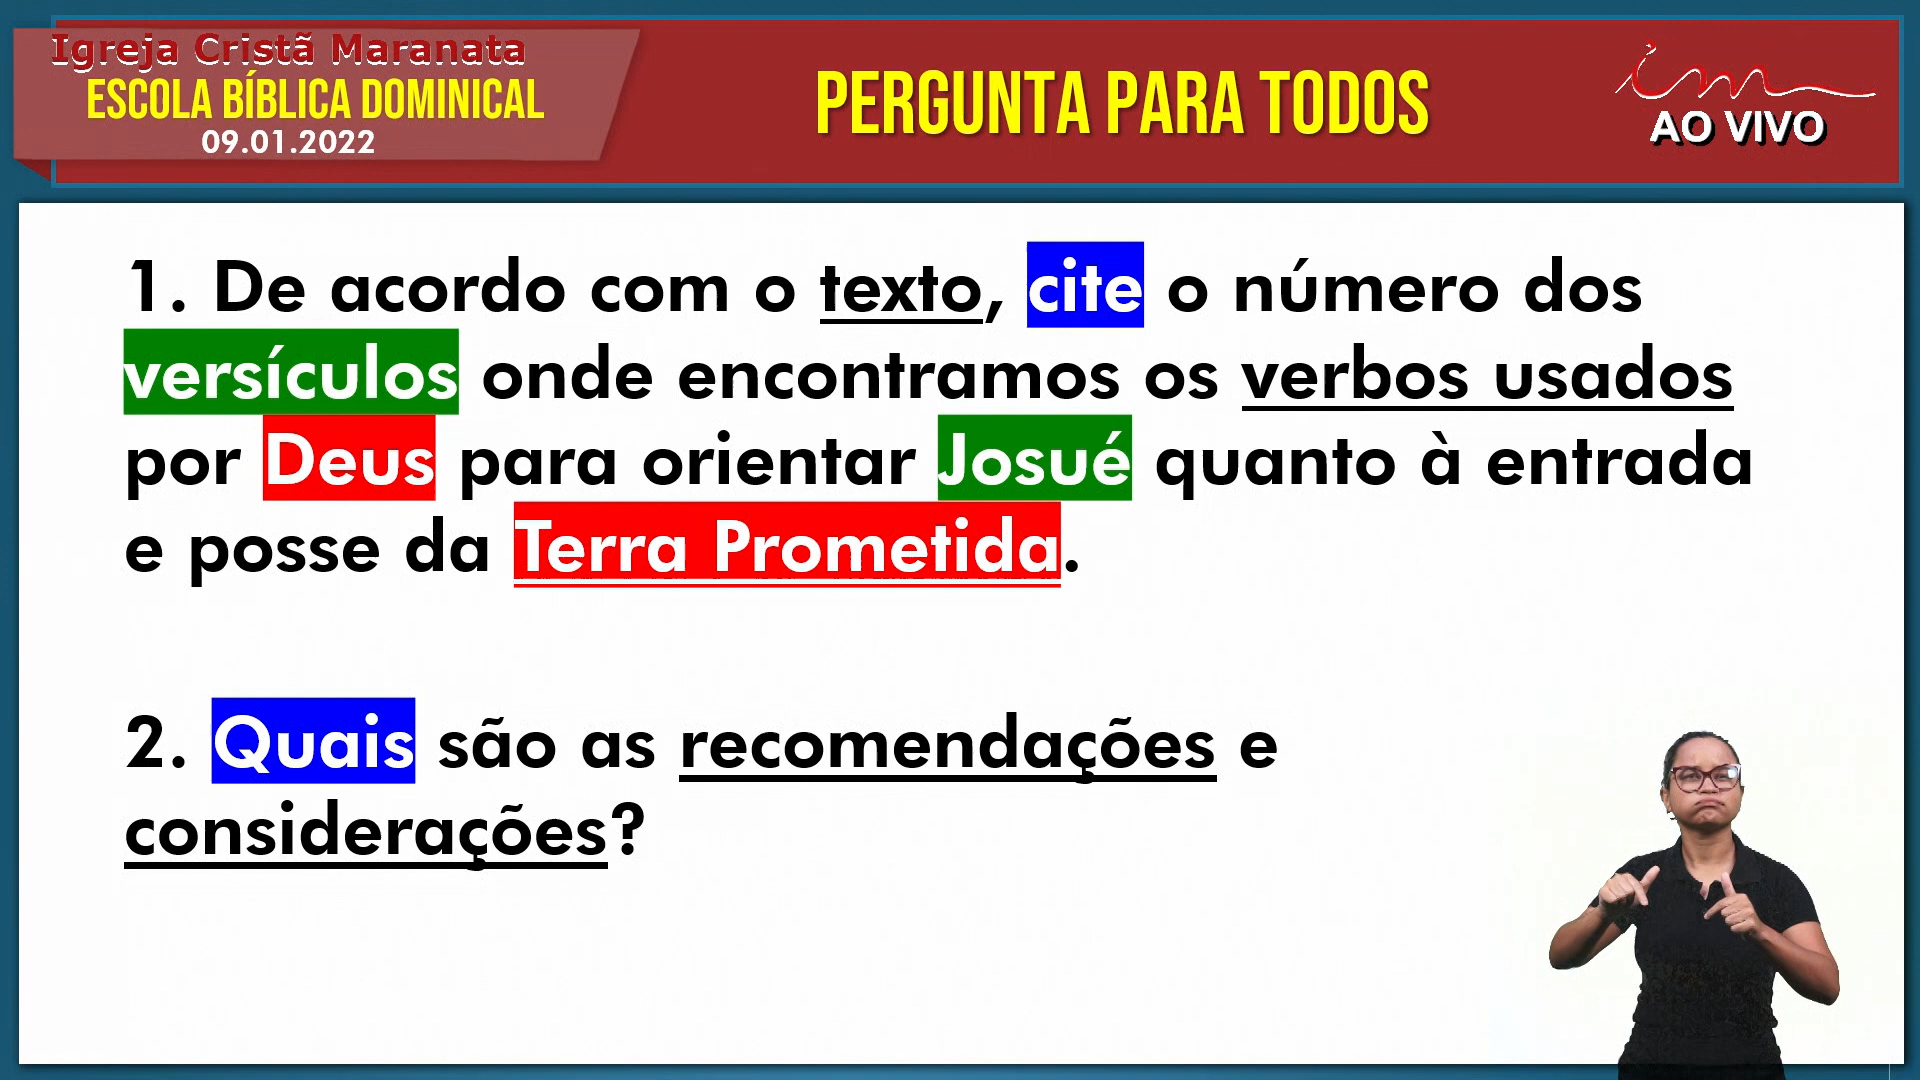 Igreja Cristã Maranata
ESCOLA BÍBLICA DOMINICAL
09.01.2022
PERGUNTA PARA TODOS
im
AO VIVO
1. De acordo com o texto, cite o número dos
versículos onde encontramos os verbos usados
por Deus para orientar Josué quanto à entrada
e posse da Terra Prometida.
2. Quais são as recomendações e
considerações?